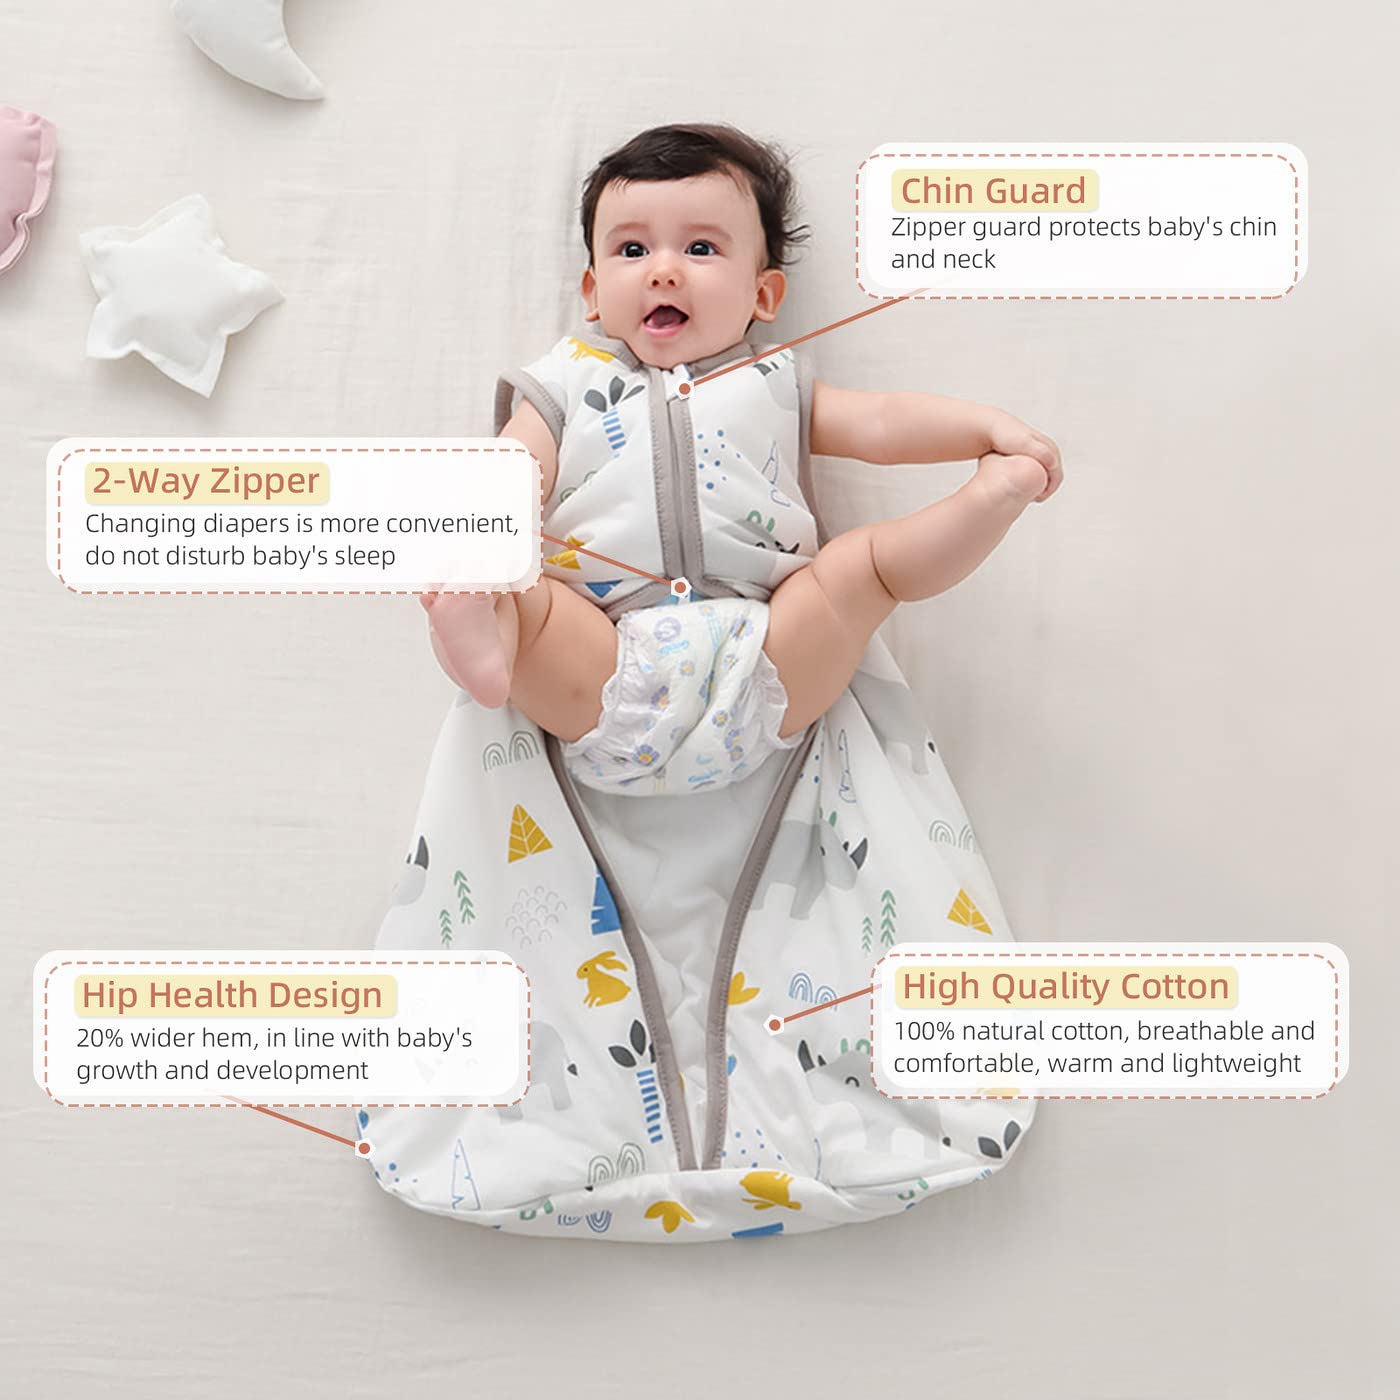 Chin Guard
Zipper guard protects baby's chin
and neck
2-Way Zipper
Changing diapers is more convenient,
do not disturb baby's sleep
Hip Health Design
20% wider hem, in line with baby's
growth and development
High Quality Cotton
100% natural cotton, breathable and
comfortable, warm and lightweight
S